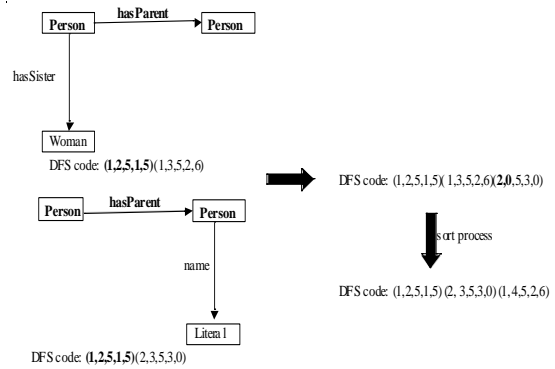 Person hasParent Person
hasSister
Woman
DFS code: (1,2,5,1,5)(1,3,5,2,6)
Person hasParent Person
name
Literal
DFS code: (1,2,5,1,5)(2,3,5,3,0)
DFS code: (1,2,5,1,5)(1,3,5,2,6)(2,0,5,3,0)
sort process
DFS code: (1,2,5,1,5)(2, 3,5,3,0)(1,4,5,2,6)